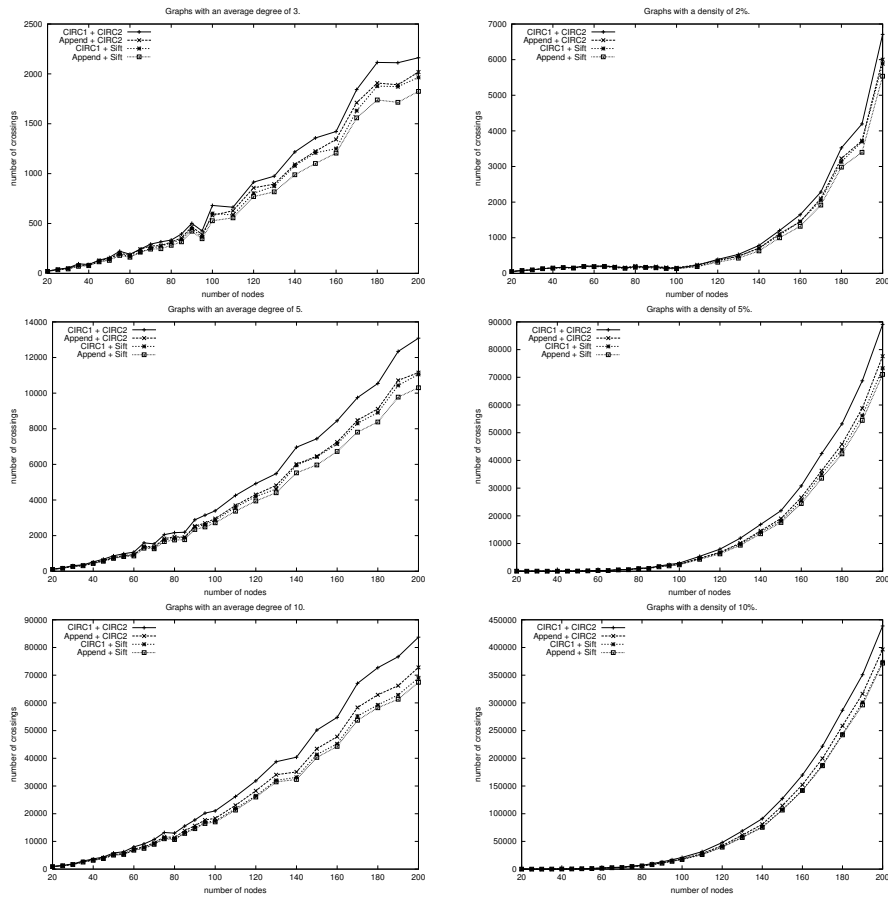 Graphs with an average degree of 3.
2500
2000
1500
1000
500
0
number of crossings
CIRC1 + CIRC2
Append + CIRC2
CIRC1 + Sift
Append + Sift
20 40 60 80 100 120 140 160 180 200
number of nodes
Graphs with a density of 2%.
7000
6000
5000
4000
3000
2000
1000
0
number of crossings
CIRC1 + CIRC2
Append + CIRC2
CIRC1 + Sift
Append + Sift
20 40 60 80 100 120 140 160 180 200
number of nodes
Graphs with an average degree of 5.
14000
12000
10000
8000
6000
4000
2000
0
number of crossings
CIRC1 + CIRC2
Append + CIRC2
CIRC1 + Sift
Append + Sift
20 40 60 80 100 120 140 160 180 200
number of nodes
Graphs with a density of 5%.
90000
80000
70000
60000
50000
40000
30000
20000
10000
0
number of crossings
CIRC1 + CIRC2
Append + CIRC2
CIRC1 + Sift
Append + Sift
20 40 60 80 100 120 140 160 180 200
number of nodes
Graphs with an average degree of 10.
90000
80000
70000
60000
50000
40000
30000
20000
10000
0
number of crossings
CIRC1 + CIRC2
Append + CIRC2
CIRC1 + Sift
Append + Sift
20 40 60 80 100 120 140 160 180 200
number of nodes
Graphs with a density of 10%.
450000
400000
350000
300000
250000
200000
150000
100000
50000
0
number of crossings
CIRC1 + CIRC2
Append + CIRC2
CIRC1 + Sift
Append + Sift
20 40 60 80 100 120 140 160 180 200
number of nodes